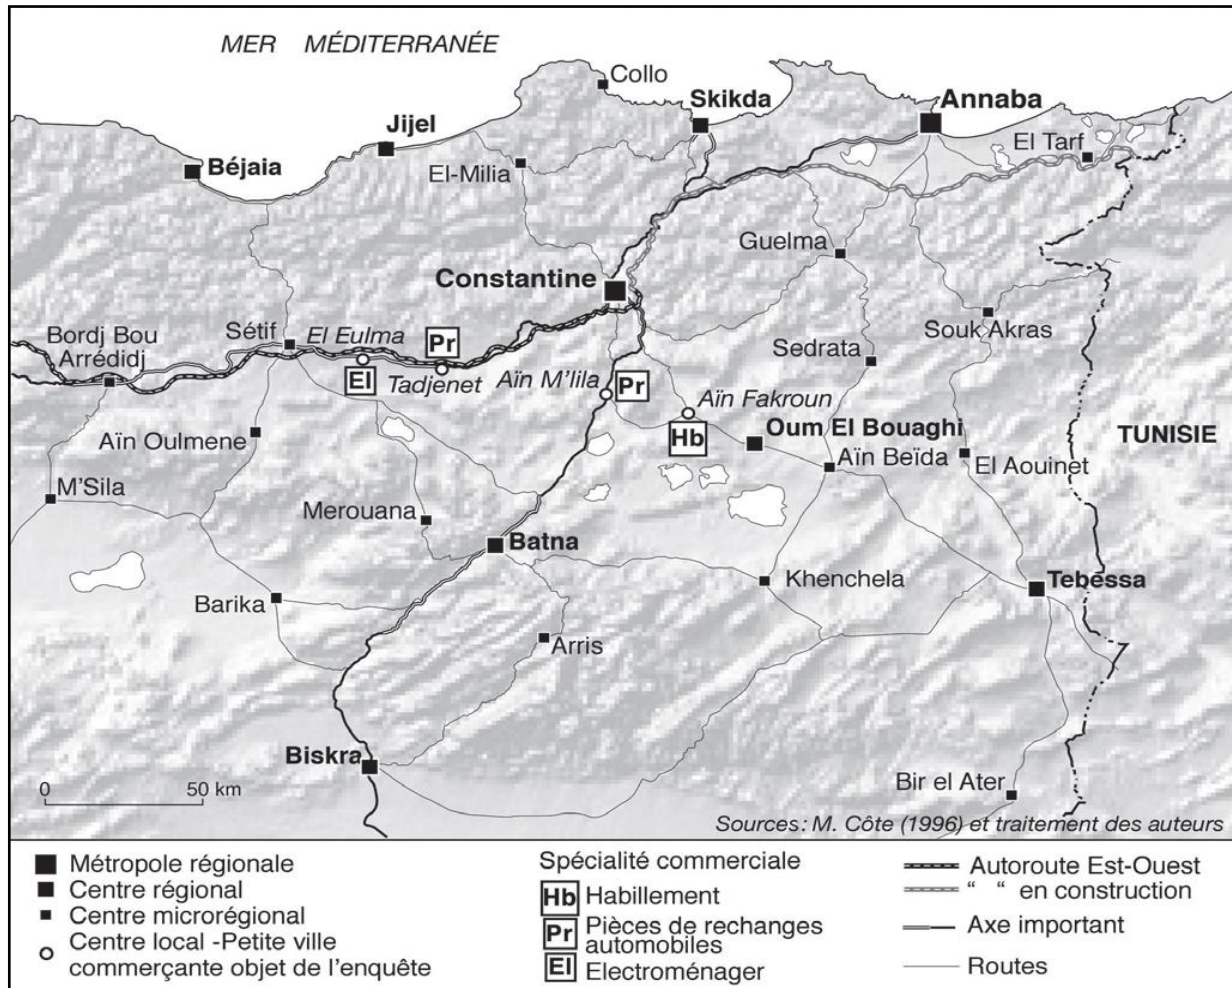 MER MÉDITERRANÉE
Collo
Skikda
Annaba
Jijel
El Tarf
Béjaia
El-Milia
Guelma
Constantine
Souk Akras
Bordj Bou
Arrédidj
Sétif
El Eulma
Pr
Sedrata
El
Tadjenet
Aïn M'lila
Pr
Aïn Fakroun
Hb
Oum El Bouaghi
TUNISIE
Aïn Oulmene
Aïn Beïda
El Aouinet
M'Sila
Merouana
Batna
Khenchela
Tebessa
Barika
Arris
Biskra
0 50 km
Bir el Ater
Sources: M. Côte (1996) et traitement des auteurs
Métropole régionale
Centre régional
Centre microrégional
Centre local -Petite ville
commerçante objet de l'enquête
Spécialité commerciale
Hb Habillement
Pr Pièces de rechanges
automobiles
El Electroménager
Autoroute Est-Ouest
“ “ en construction
Axe important
Routes